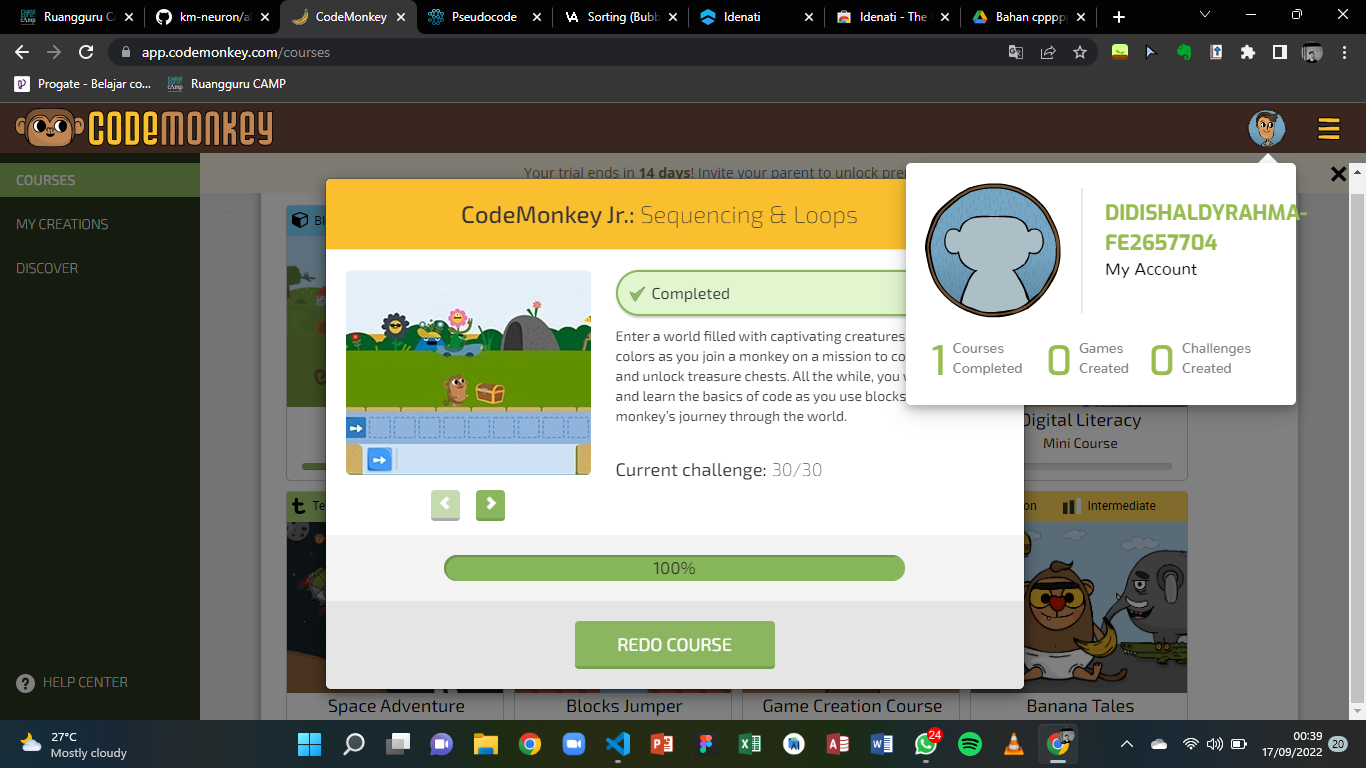 Ruangguru C
km-neuron/al
CodeMonkey
Pseudocode
Sorting (Bubb
Idenati
Idenati - The
Bahan cppppp
app.codemonkey.com/courses
Progate - Belajar co...
Ruangguru CAMP
CODEMONKEY
COURSES
MY CREATIONS
DISCOVER
HELP CENTER
Your trial ends in 14 days! Invite your parent to unlock pre
CodeMonkey Jr.: Sequencing & Loops
Completed
Enter a world filled with captivating creatures
colors as you join a monkey on a mission to co
and unlock treasure chests. All the while, you
and learn the basics of code as you use blocks
monkey's journey through the world.
Current challenge: 30/30
100%
REDO COURSE
DIDISHALDYRAHMA-
FE2657704
My Account
1 Courses Completed
0 Games Created
0 Challenges Created
Digital Literacy
Mini Course
Intermediate
Space Adventure
Blocks Jumper
Game Creation Course
Banana Tales
27°C
Mostly cloudy
24
00:39
17/09/2022
20